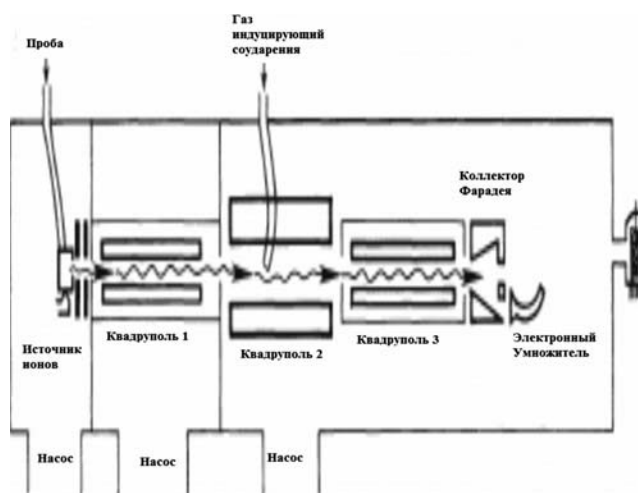 Проба
Газ
индуцирующий
соударения
Коллектор
Фарадея
Источник
ионов
Квадруполь 1
Квадруполь 2
Квадруполь 3
Электронный
Умножитель
Насос
Насос
Насос